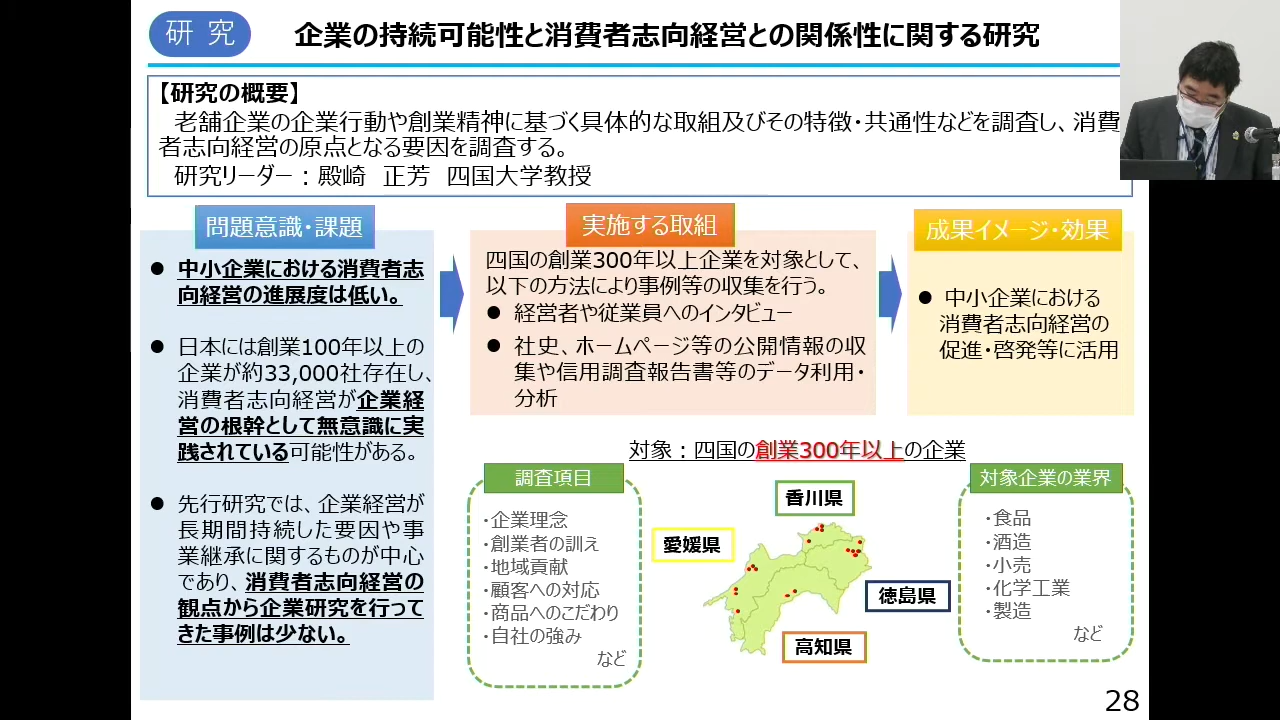 研 究
企業の持続可能性と消費者志向経営との関係性に関する研究
【研究の概要】
老舗企業の企業行動や創業精神に基づく具体的な取組及びその特徴・共通性などを調査し、消費
者志向経営の原点となる要因を調査する。
研究リーダー：殿崎 正芳 四国大学教授
問題意識・課題
● 中小企業における消費者志
向経営の進展度は低い。
● 日本には創業100年以上の
企業が約33,000社存在し、
消費者志向経営が企業経
営の根幹として無意識に実
践されている可能性がある。
● 先行研究では、企業経営が
長期間持続した要因や事
業継承に関するものが中心
であり、消費者志向経営の
観点から企業研究を行って
きた事例は少ない。
実施する取組
四国の創業300年以上企業を対象として、
以下の方法により事例等の収集を行う。
● 経営者や従業員へのインタビュー
● 社史、ホームページ等の公開情報の収
集や信用調査報告書等のデータ利用・
分析
成果イメージ・効果
● 中小企業における
消費者志向経営の
促進・啓発等に活用
対象：四国の創業300年以上の企業
調査項目
・企業理念
・創業者の訓え
・地域貢献
・顧客への対応
・商品へのこだわり
・自社の強み
など
香川県
愛媛県
徳島県
高知県
対象企業の業界
・食品
・酒造
・小売
・化学工業
・製造
など
28